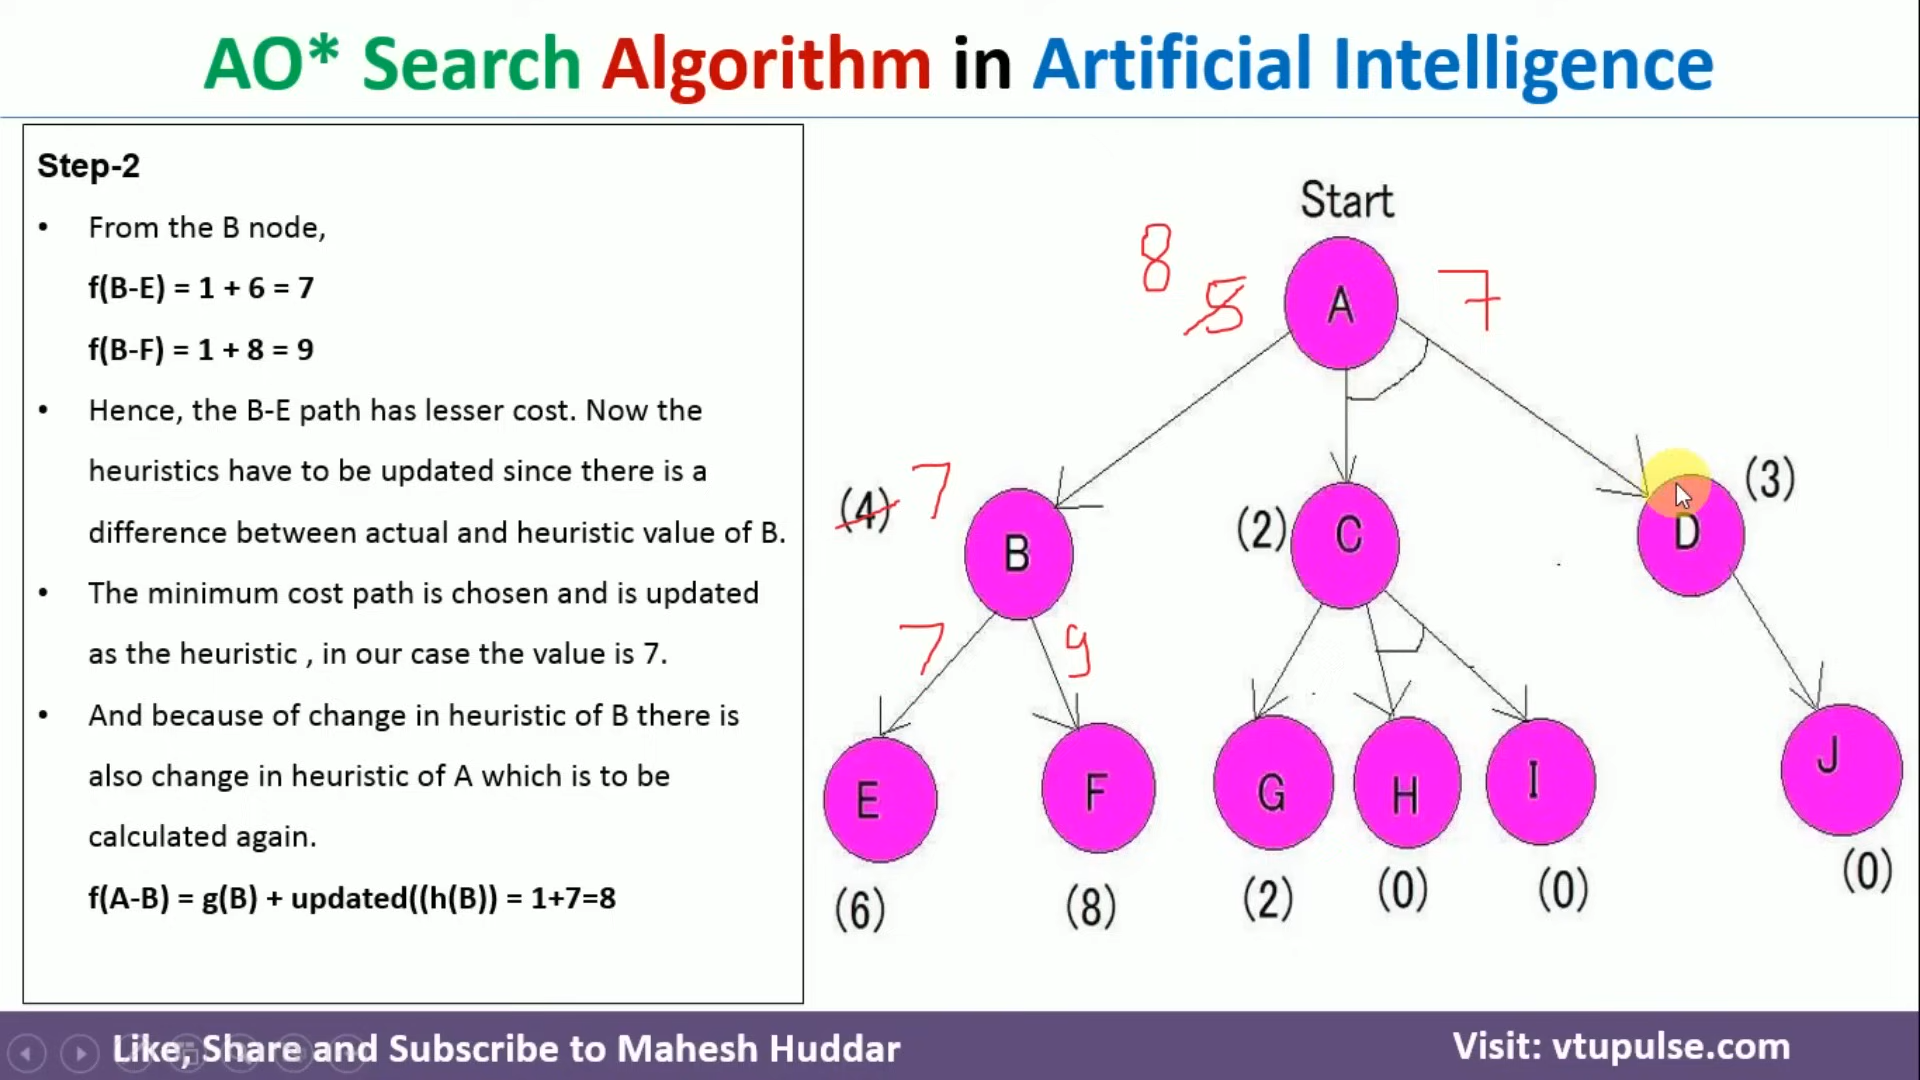 AO* Search Algorithm in Artificial Intelligence
Step-2
• From the B node,
f(B-E) = 1 + 6 = 7
f(B-F) = 1 + 8 = 9
• Hence, the B-E path has lesser cost. Now the
heuristics have to be updated since there is a
difference between actual and heuristic value of B.
• The minimum cost path is chosen and is updated
as the heuristic , in our case the value is 7.
• And because of change in heuristic of B there is
also change in heuristic of A which is to be
calculated again.
f(A-B) = g(B) + updated((h(B)) = 1+7=8
Start
8
5 A 7
(4) 7 B (2) C D (3)
7 9
E F G H I J
(6) (8) (2) (0) (0) (0)
Like, Share and Subscribe to Mahesh Huddar
Visit: vtupulse.com